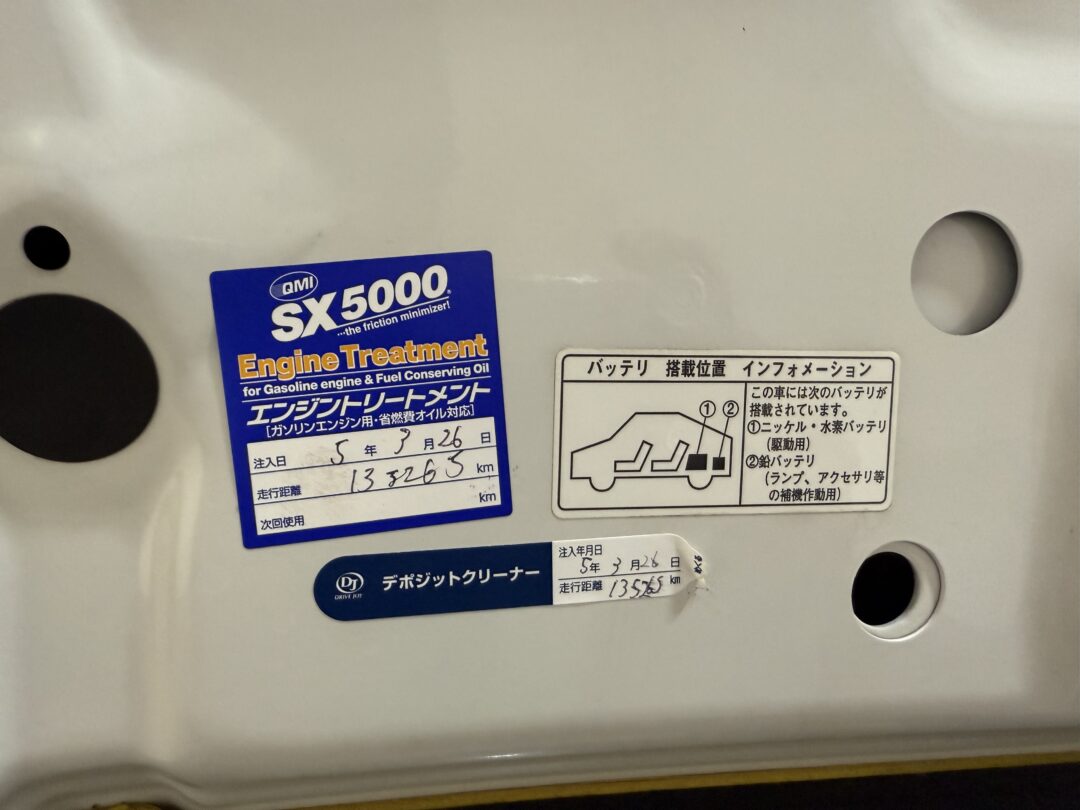 QMI
SX5000®
...the friction minimizer!
Engine Treatment
for Gasoline engine & Fuel Conserving Oil
エンジントリートメント
[ガソリンエンジン用・省燃費オイル対応]
注入日 5 年 3 月 26 日
走行距離 135265 km
次回使用 km
バッテリ 搭載位置 インフォメーション
① ②
この車には次のバッテリが
搭載されています。
①ニッケル・水素バッテリ
(駆動用)
②鉛バッテリ
(ランプ、アクセサリ等
の補機作動用)
DJ
DRIVE JOY
デポジットクリーナー
注入年月日
5年 3月26日
走行距離 135265 km